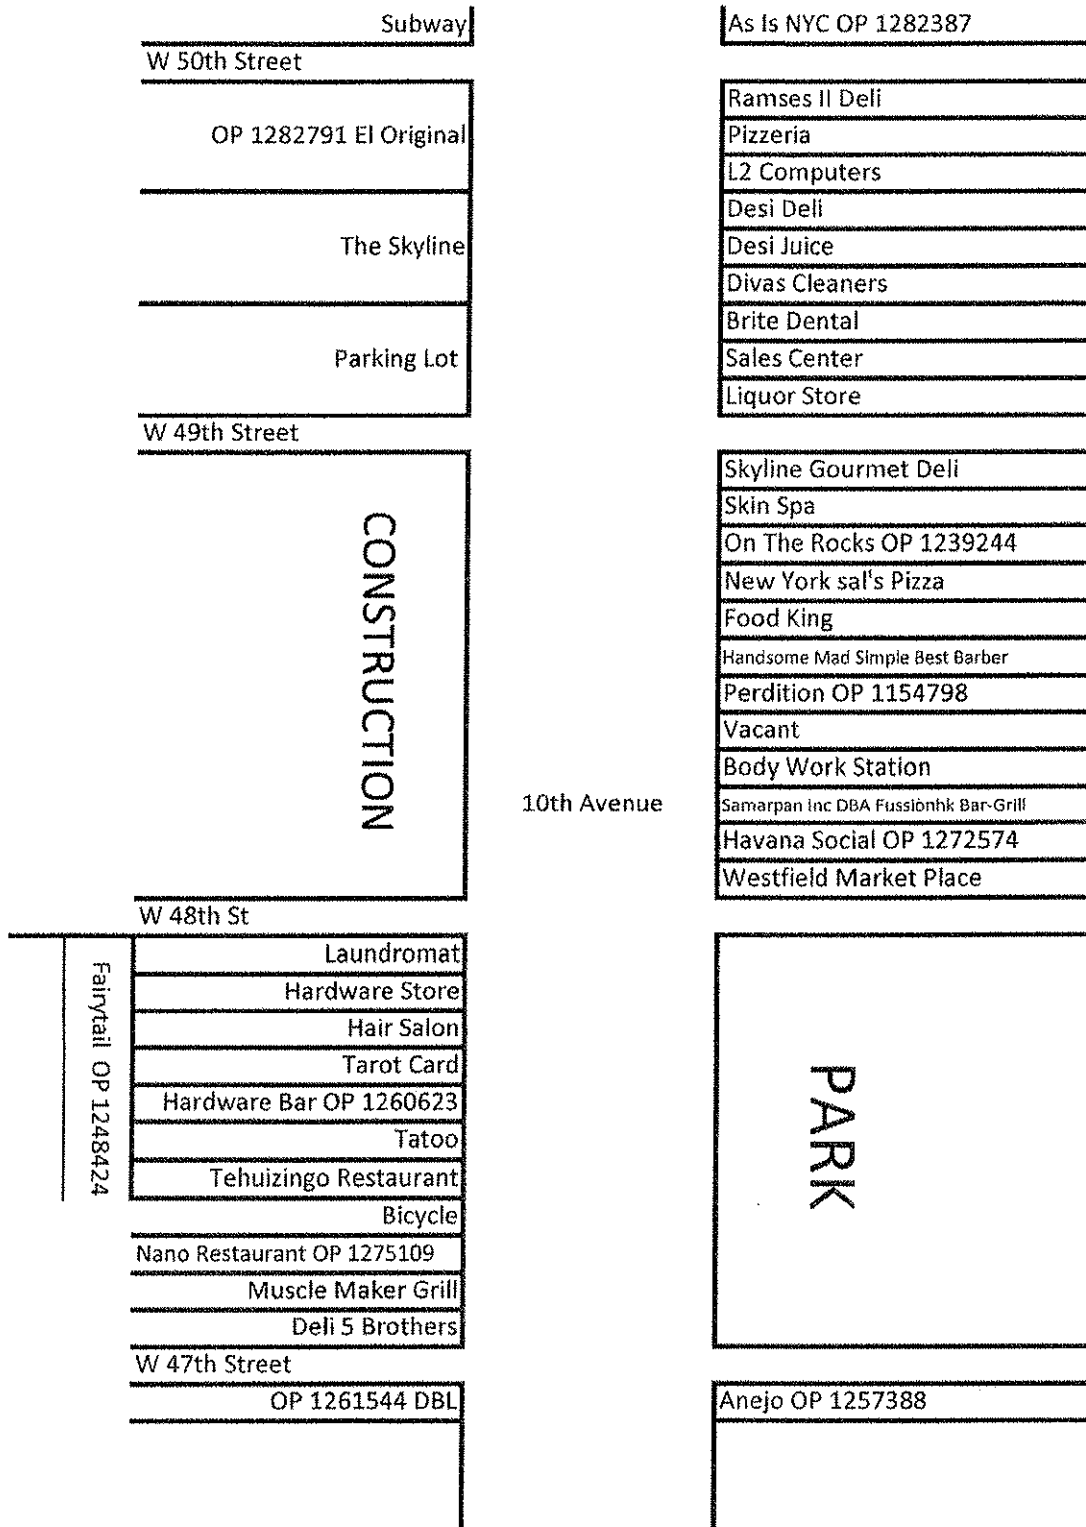 Subway
As Is NYC OP 1282387
W 50th Street
OP 1282791 El Original
The Skyline
Parking Lot
Ramses II Deli
Pizzeria
L2 Computers
Desi Deli
Desi Juice
Divas Cleaners
Brite Dental
Sales Center
Liquor Store
W 49th Street
CONSTRUCTION
10th Avenue
Skyline Gourmet Deli
Skin Spa
On The Rocks OP 1239244
New York sal's Pizza
Food King
Handsome Mad Simple Best Barber
Perdition OP 1154798
Vacant
Body Work Station
Samarpan Inc DBA Fussionhk Bar-Grill
Havana Social OP 1272574
Westfield Market Place
W 48th St
Fairytail OP 1248424
Laundromat
Hardware Store
Hair Salon
Tarot Card
Hardware Bar OP 1260623
Tatoo
Tehuizingo Restaurant
Bicycle
Nano Restaurant OP 1275109
Muscle Maker Grill
Deli 5 Brothers
PARK
W 47th Street
OP 1261544 DBL
Anejo OP 1257388